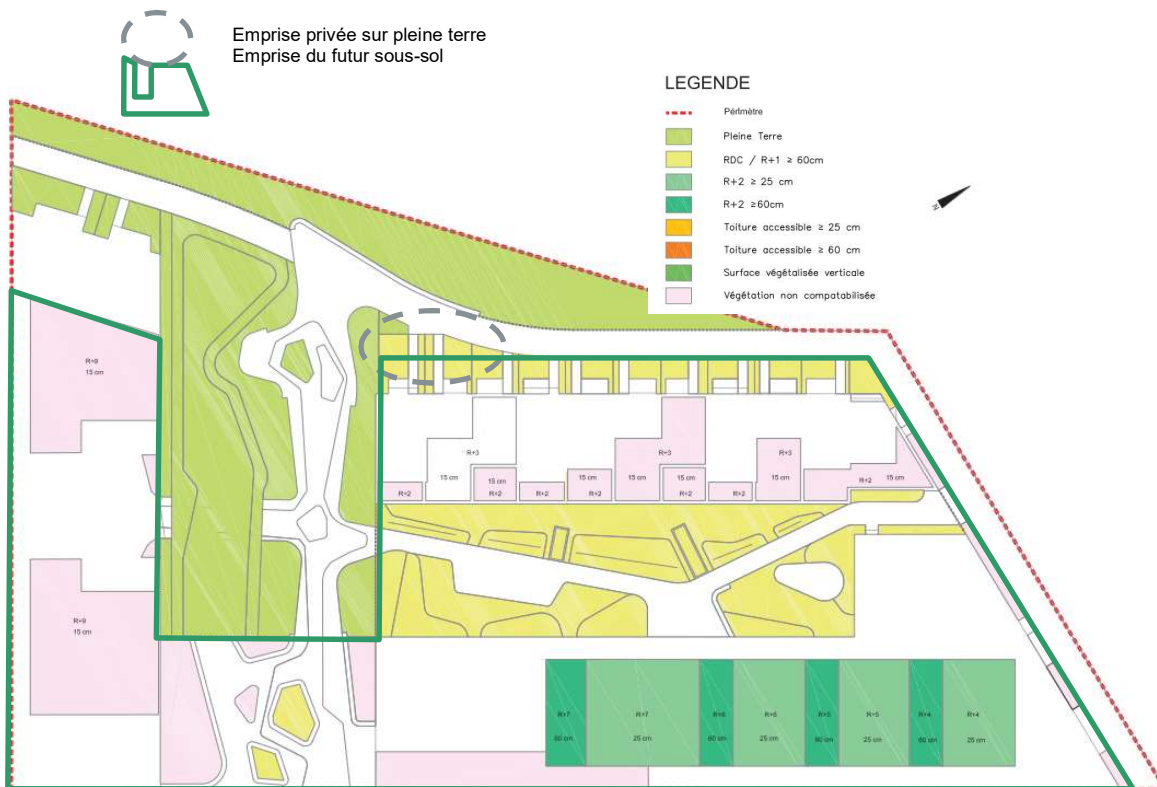 Emprise privée sur pleine terre
Emprise du futur sous-sol
LEGENDE
Périmètre
Pleine Terre
RDC / R+1 ≥ 60cm
R+2 ≥ 25 cm
R+2 ≥60cm
Toiture accessible ≥ 25 cm
Toiture accessible ≥ 60 cm
Surface végétalisée verticale
Végétation non compatabilisée
N
R+9
15 cm
R+3
R+3
R+3
15 cm
15 cm
15 cm
15 cm
15 cm
15 cm
15 cm
R+2
R+2
R+2
R+2
R+2
R+2
R+2
R+9
15 cm
R+7
R+7
R+6
R+6
R+5
R+5
R+4
R+4
60 cm
25 cm
60 cm
25 cm
60 cm
25 cm
60 cm
25 cm